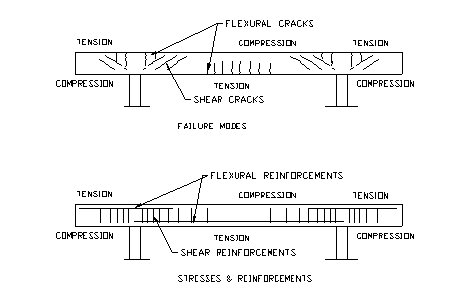 FLEXURAL CRACKS
TENSION COMPRESSION TENSION
COMPRESSION TENSION COMPRESSION
SHEAR CRACKS
FAILURE MODES
FLEXURAL REINFORCEMENTS
TENSION COMPRESSION TENSION
COMPRESSION TENSION COMPRESSION
SHEAR REINFORCEMENTS
STRESSES & REINFORCEMENTS